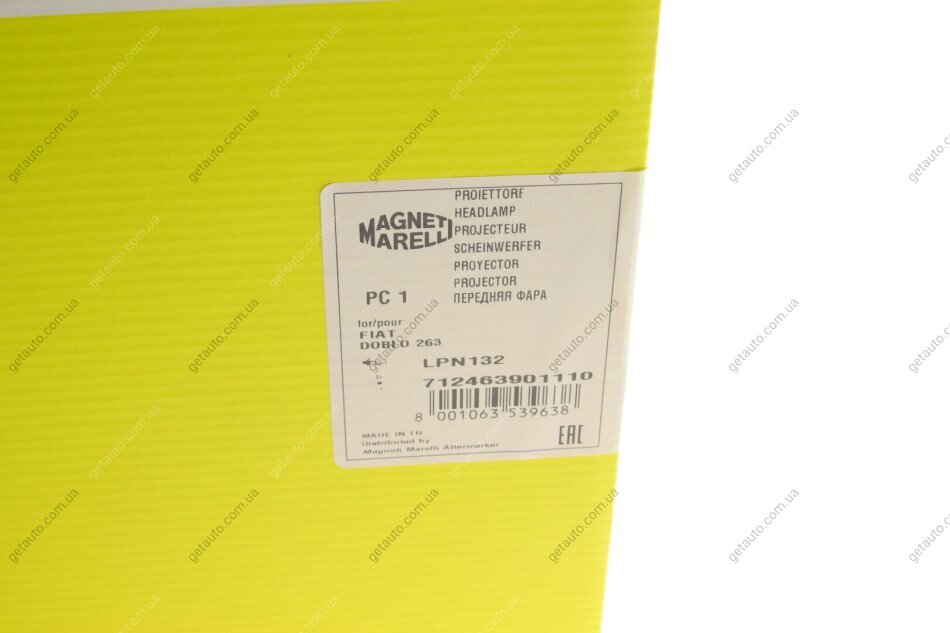 MAGNETI
MARELLI
PROIETTORE
HEADLAMP
PROJECTEUR
SCHEINWERFER
PROYECTOR
PROJECTOR
ПЕРЕДНЯЯ ФАРА
PC 1
for/pour
FIAT
DOBLO 263
LPN132
712463901110
8 001063 539638
MADE IN
Distributed by
Magneti Marelli Aftermarket
EAC
getauto.com.ua